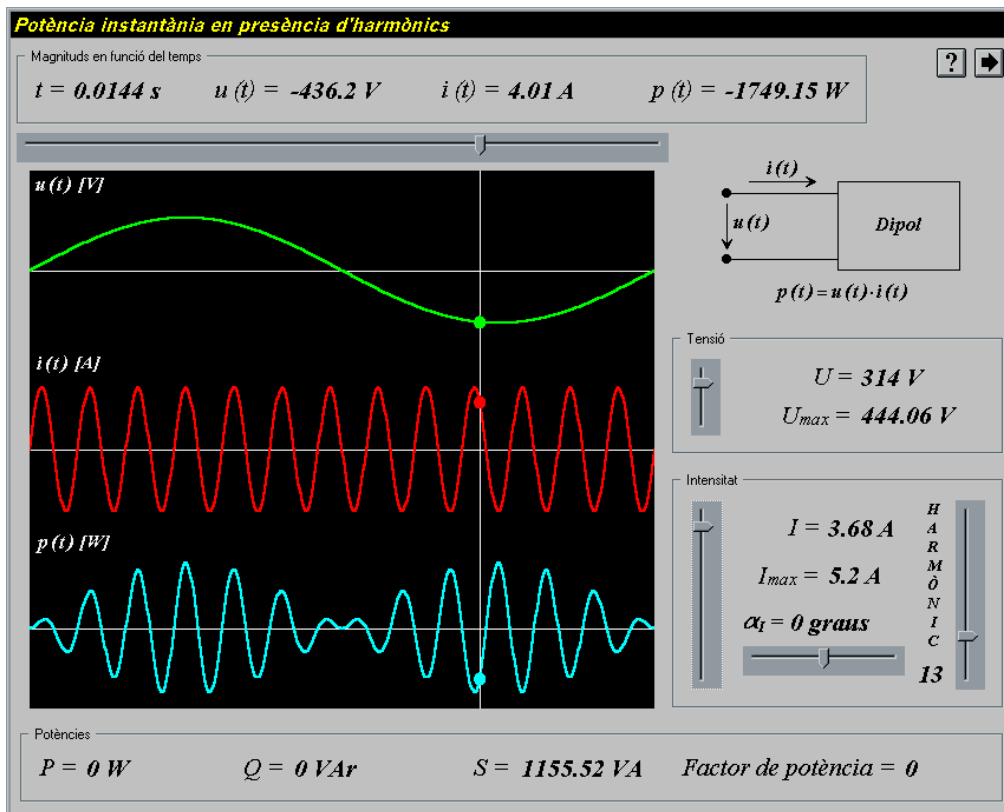 Potència instantània en presència d'harmònics
Magnituds en funció del temps
t = 0.0144 s u (t) = -436.2 V i (t) = 4.01 A p (t) = -1749.15 W
?
u (t) [V]
i (t) [A]
p (t) [W]
i (t)
u (t)
Dipol
p (t) = u (t) · i (t)
Tensió
U = 314 V
Umax = 444.06 V
Intensitat
I = 3.68 A
Imax = 5.2 A
αI = 0 graus
HARMÒNIC
13
Potències
P = 0 W Q = 0 VAr S = 1155.52 VA Factor de potència = 0